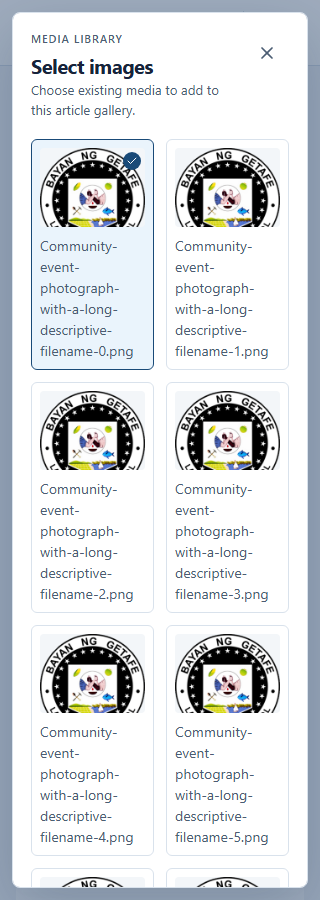 MEDIA LIBRARY
Select images
Choose existing media to add to
this article gallery.
BAYAN NG GETAFE
BAYAN NG GETAFE
Community-
event-
photograph-
with-a-long-
descriptive-
filename-0.png
Community-
event-
photograph-
with-a-long-
descriptive-
filename-1.png
BAYAN NG GETAFE
BAYAN NG GETAFE
Community-
event-
photograph-
with-a-long-
descriptive-
filename-2.png
Community-
event-
photograph-
with-a-long-
descriptive-
filename-3.png
BAYAN NG GETAFE
BAYAN NG GETAFE
Community-
event-
photograph-
with-a-long-
descriptive-
filename-4.png
Community-
event-
photograph-
with-a-long-
descriptive-
filename-5.png